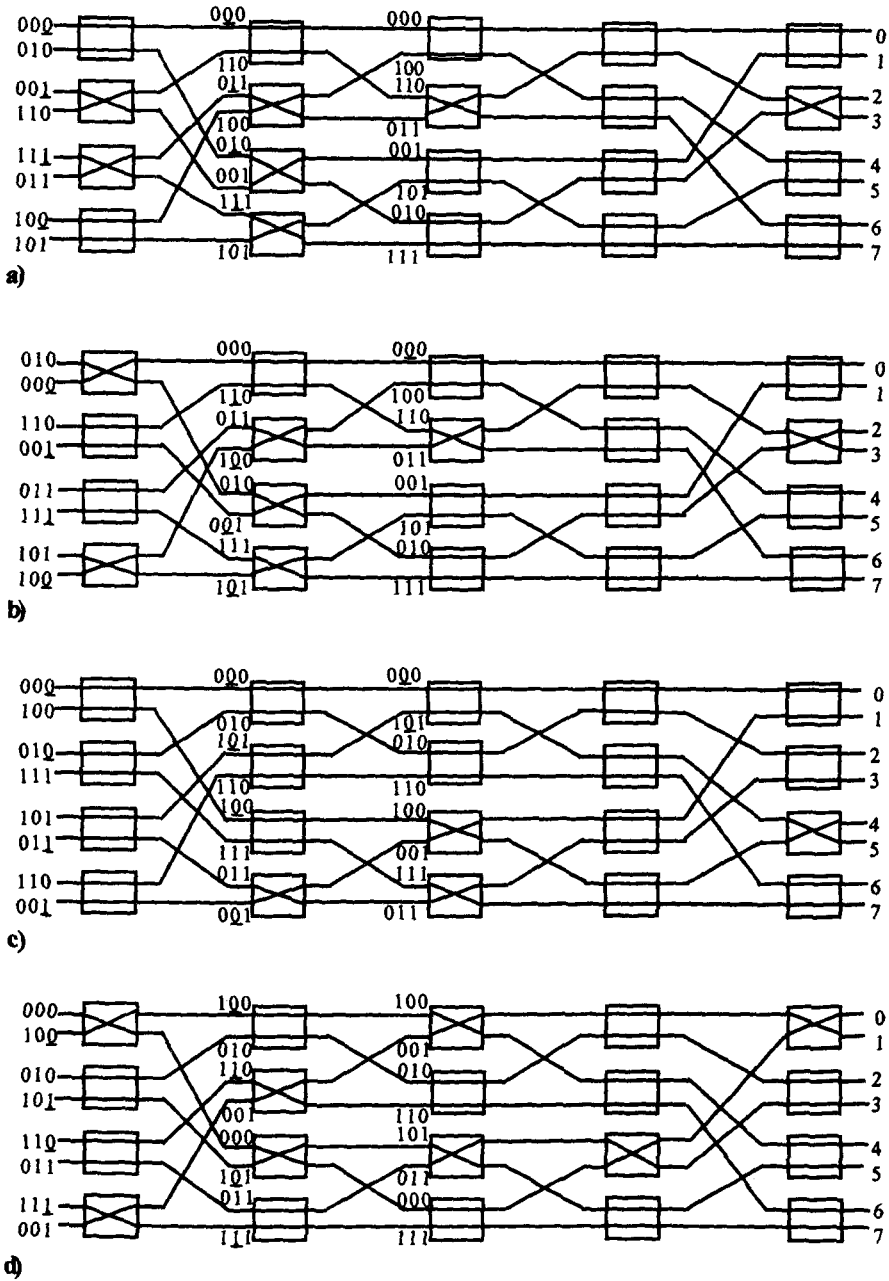 000 000 000 0
010 110 100 1
001 011 110 2
110 100 011 3
111 010 001 4
011 001 101 5
100 111 010 6
101 101 111 7
a)
010 000 000 0
000 110 100 1
110 011 110 2
001 100 011 3
011 010 001 4
111 001 101 5
101 111 010 6
100 101 111 7
b)
000 000 000 0
100 010 101 1
010 101 010 2
111 110 110 3
101 100 100 4
011 111 001 5
110 011 111 6
001 001 011 7
c)
000 100 100 0
100 010 001 1
010 110 010 2
101 001 110 3
110 000 101 4
011 101 011 5
111 011 000 6
001 111 111 7
d)